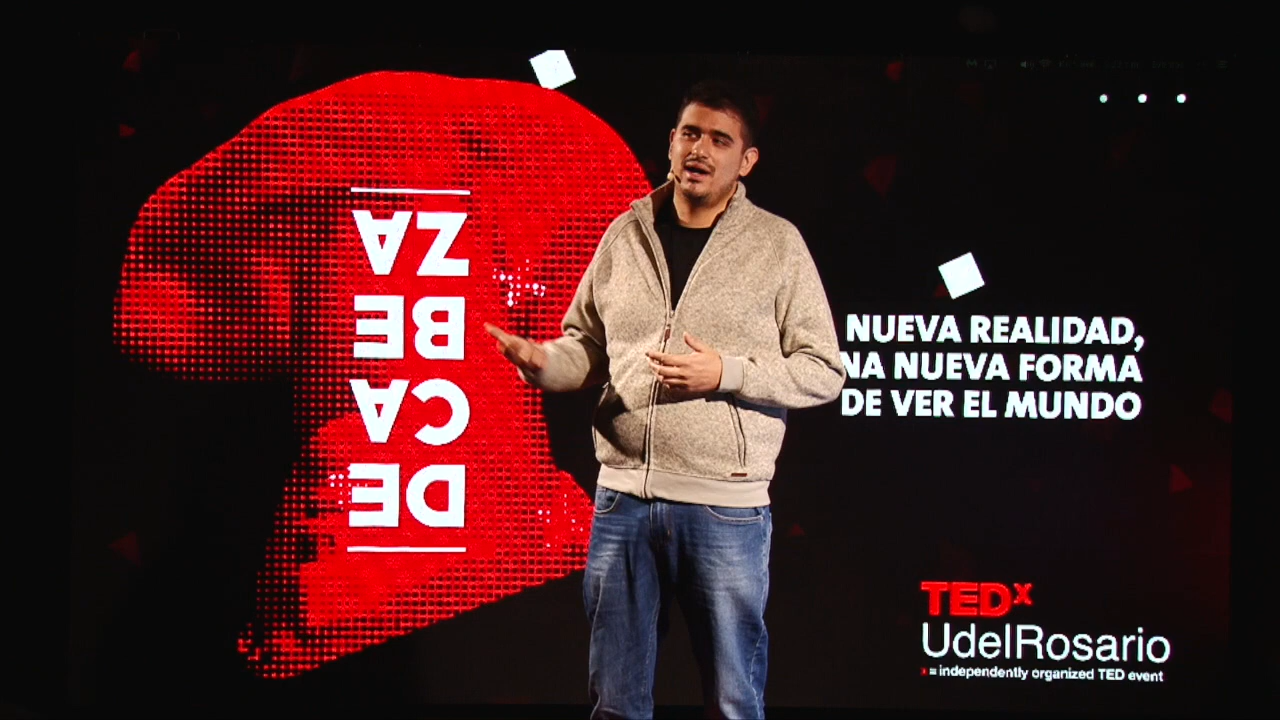 DE
CA
BE
ZA
NUEVA REALIDAD,
NA NUEVA FORMA
DE VER EL MUNDO
TEDx
UdelRosario
x = independently organized TED event